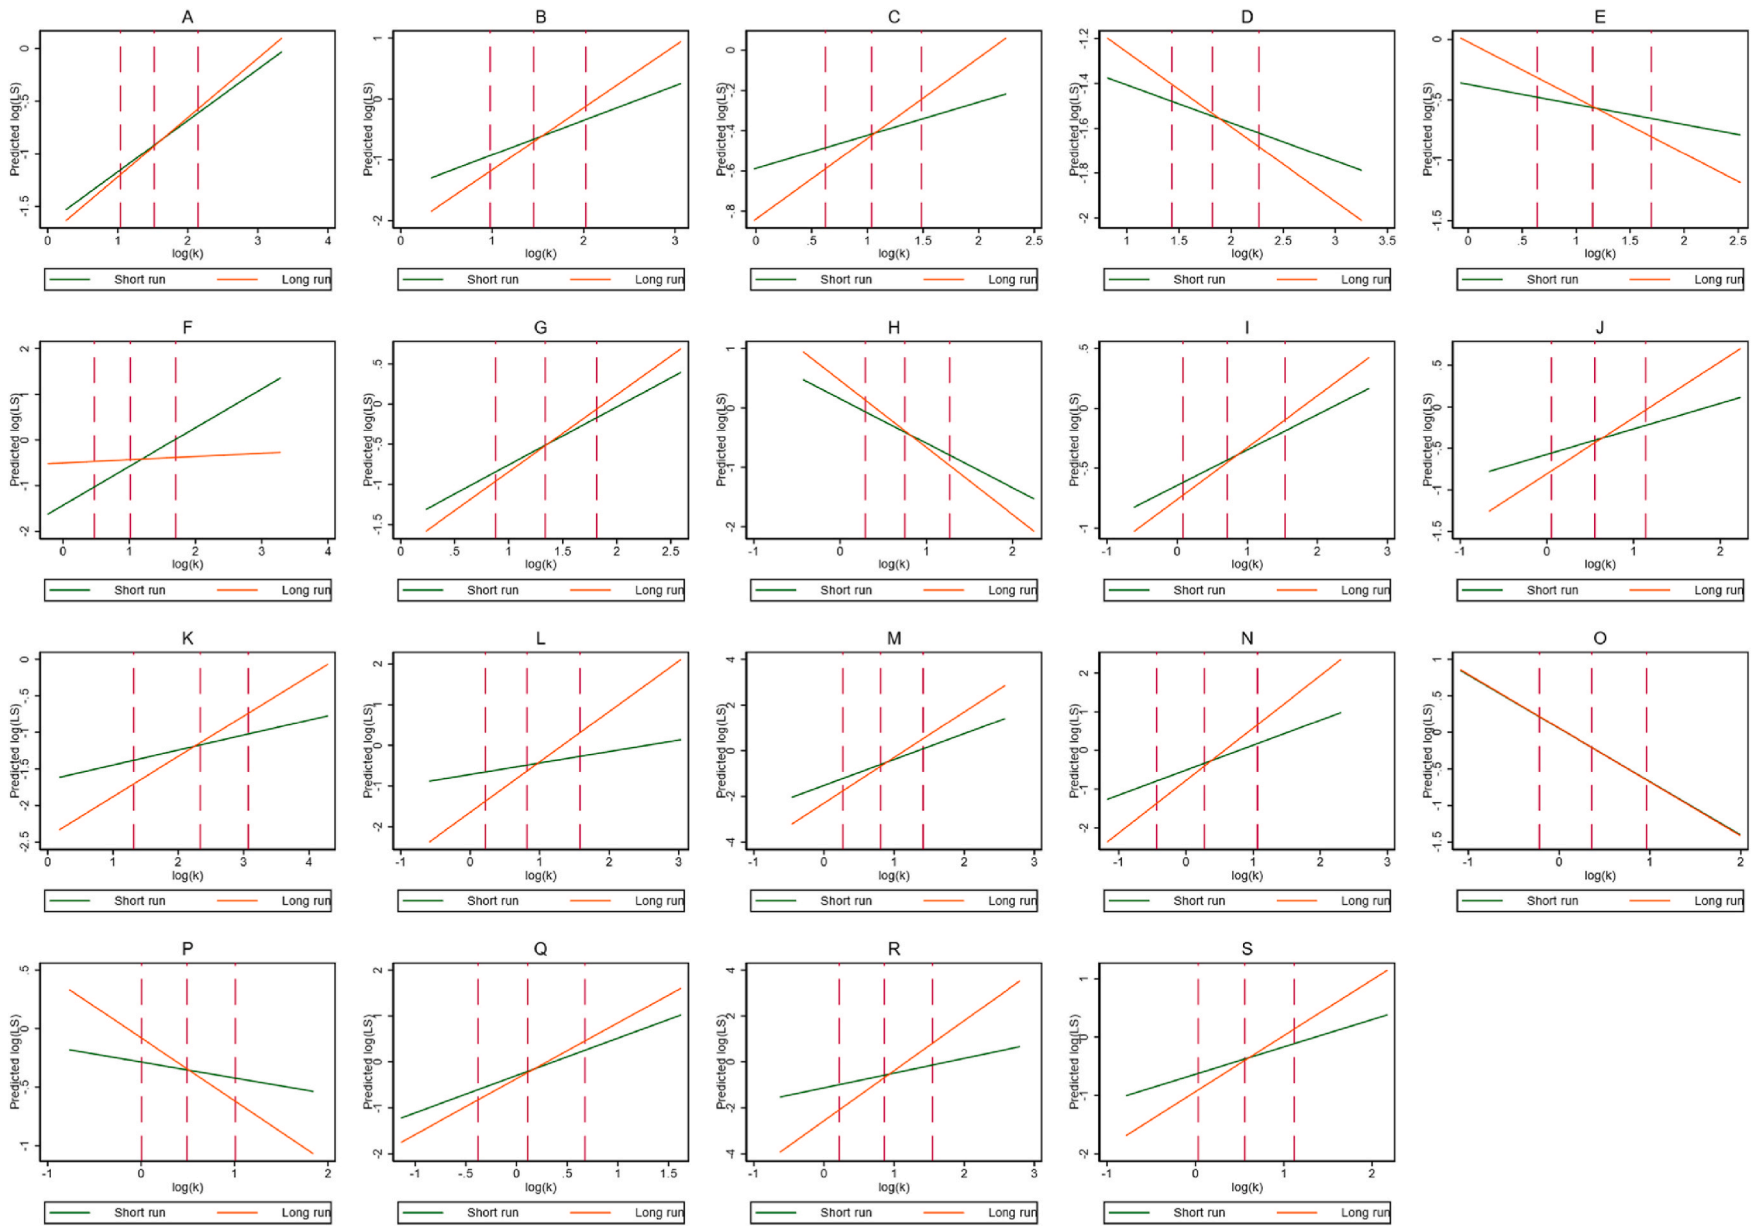 A B C D E
Predicted log(LS) 0 -.5 -1 -1.5
0 1 2 3 4
log(k)
Short run Long run
Predicted log(LS) 1 0 -1 -2
0 1 2 3
log(k)
Short run Long run
Predicted log(LS) 0 -.2 -.4 -.6 -.8
0 .5 1 1.5 2 2.5
log(k)
Short run Long run
Predicted log(LS) -1.2 -1.4 -1.6 -1.8 -2
1 1.5 2 2.5 3 3.5
log(k)
Short run Long run
Predicted log(LS) 0 -.5 -1 -1.5
0 .5 1 1.5 2 2.5
log(k)
Short run Long run
F G H I J
Predicted log(LS) 2 1 0 -1 -2
0 1 2 3 4
log(k)
Short run Long run
Predicted log(LS) .5 0 -.5 -1 -1.5
0 .5 1 1.5 2 2.5
log(k)
Short run Long run
Predicted log(LS) 1 0 -1 -2
-1 0 1 2
log(k)
Short run Long run
Predicted log(LS) .5 0 -.5 -1
-1 0 1 2 3
log(k)
Short run Long run
Predicted log(LS) .5 0 -.5 -1 -1.5
-1 0 1 2
log(k)
Short run Long run
K L M N O
Predicted log(LS) 0 -.5 -1 -1.5 -2 -2.5
0 1 2 3 4
log(k)
Short run Long run
Predicted log(LS) 2 0 -2
-1 0 1 2 3
log(k)
Short run Long run
Predicted log(LS) 4 2 0 -2 -4
-1 0 1 2 3
log(k)
Short run Long run
Predicted log(LS) 2 1 0 -1 -2
-1 0 1 2 3
log(k)
Short run Long run
Predicted log(LS) 1 .5 0 -.5 -1 -1.5
-1 0 1 2
log(k)
Short run Long run
P Q R S
Predicted log(LS) .5 0 -.5 -1
-1 0 1 2
log(k)
Short run Long run
Predicted log(LS) 2 1 0 -1 -2
-1 -.5 0 .5 1 1.5
log(k)
Short run Long run
Predicted log(LS) 4 2 0 -2 -4
-1 0 1 2 3
log(k)
Short run Long run
Predicted log(LS) 1 0 -1 -2
-1 0 1 2
log(k)
Short run Long run